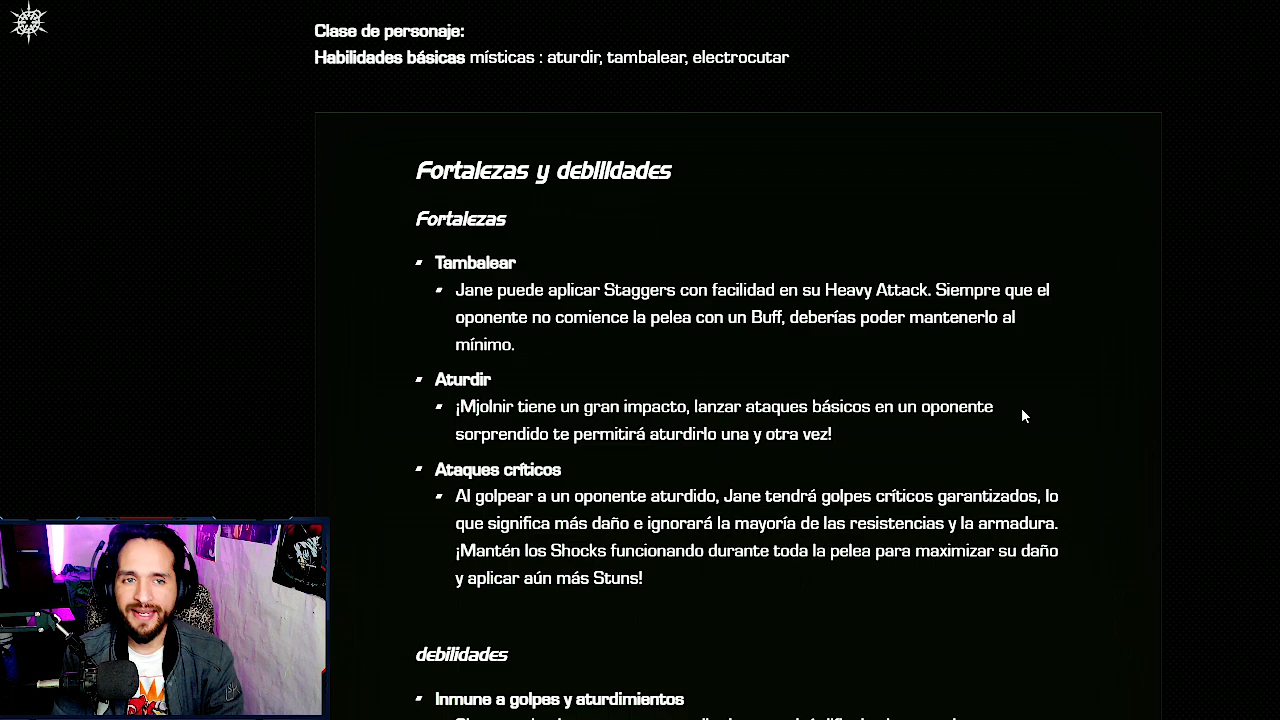 Clase de personaje:
Habilidades básicas místicas : aturdir, tambalear, electrocutar
Fortalezas y debilidades
Fortalezas
Tambalear
Jane puede aplicar Staggers con facilidad en su Heavy Attack. Siempre que el
oponente no comience la pelea con un Buff, deberías poder mantenerlo al
mínimo.
Aturdir
¡Mjolnir tiene un gran impacto, lanzar ataques básicos en un oponente
sorprendido te permitirá aturdirlo una y otra vez!
Ataques críticos
Al golpear a un oponente aturdido, Jane tendrá golpes críticos garantizados, lo
que significa más daño e ignorará la mayoría de las resistencias y la armadura.
¡Mantén los Shocks funcionando durante toda la pelea para maximizar su daño
y aplicar aún más Stuns!
debilidades
Inmune a golpes y aturdimientos